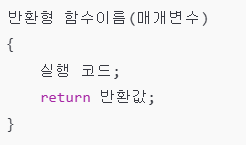 반환형 함수이름(매개변수)
{
    실행 코드;
    return 반환값;
}